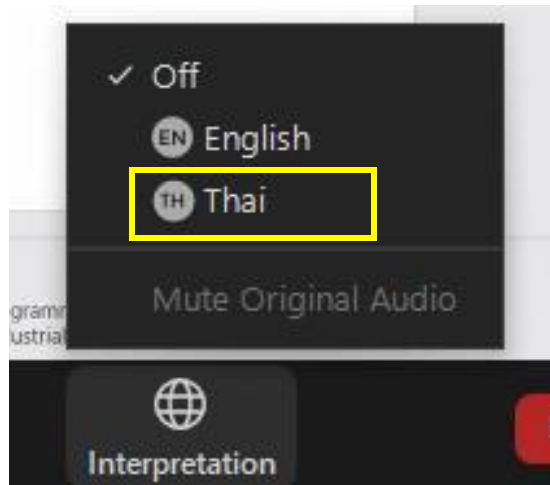 Off
EN English
TH Thai
Mute Original Audio
Interpretation